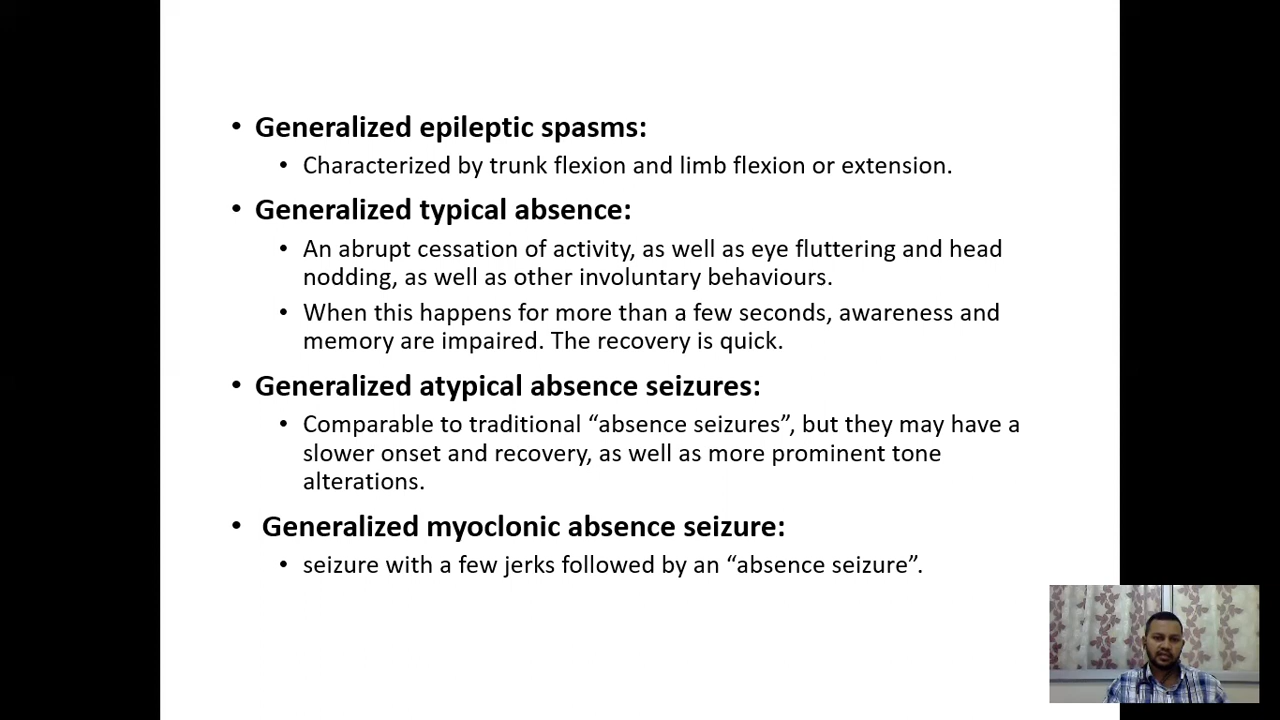 • Generalized epileptic spasms:
• Characterized by trunk flexion and limb flexion or extension.
• Generalized typical absence:
• An abrupt cessation of activity, as well as eye fluttering and head
nodding, as well as other involuntary behaviours.
• When this happens for more than a few seconds, awareness and
memory are impaired. The recovery is quick.
• Generalized atypical absence seizures:
• Comparable to traditional “absence seizures”, but they may have a
slower onset and recovery, as well as more prominent tone
alterations.
• Generalized myoclonic absence seizure:
• seizure with a few jerks followed by an “absence seizure”.